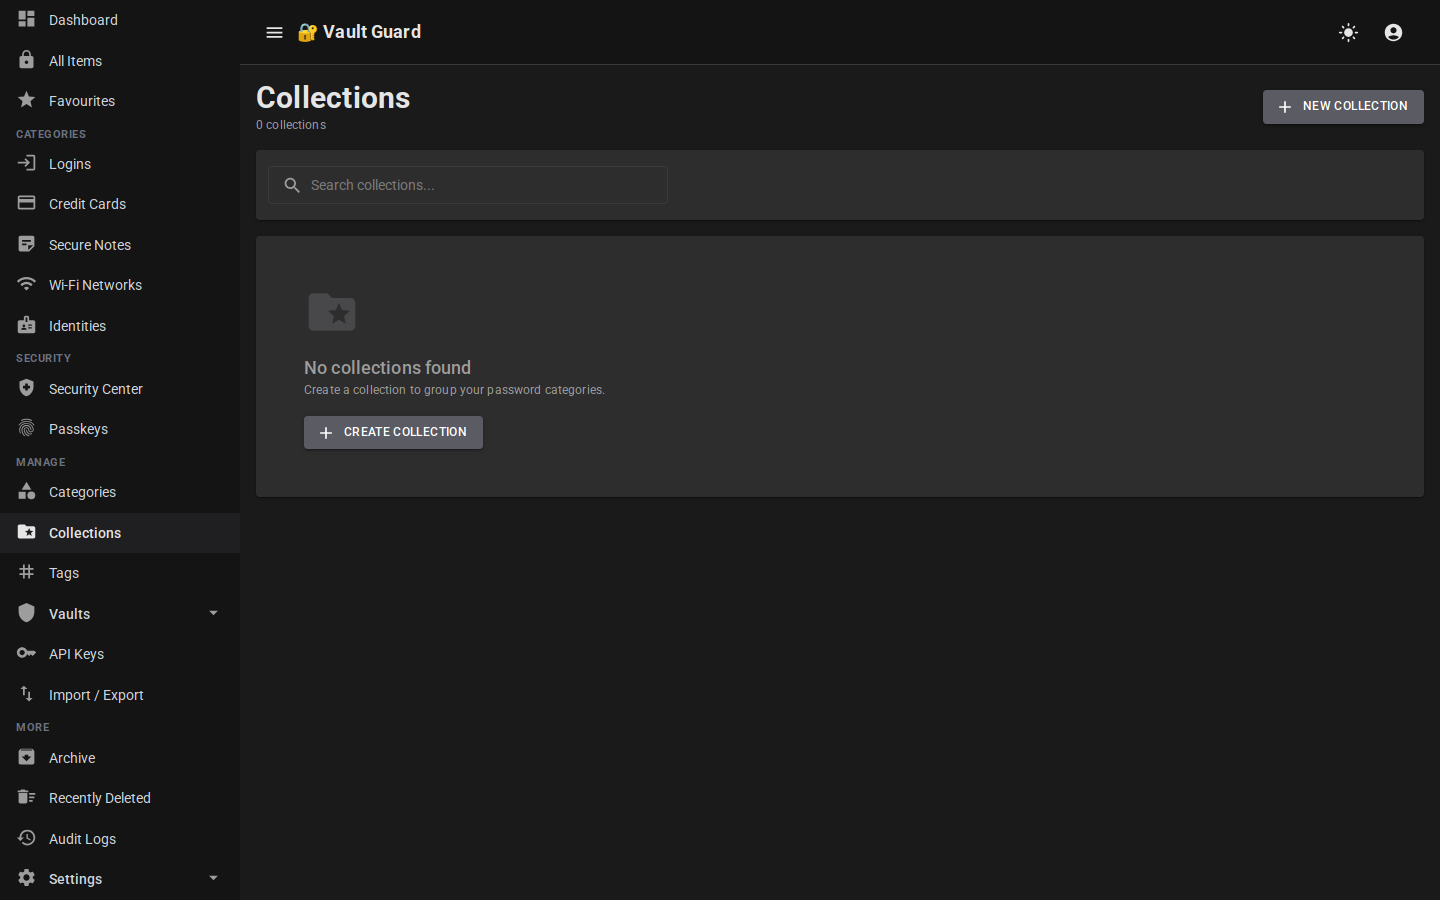 Dashboard
All Items
Favourites
CATEGORIES
Logins
Credit Cards
Secure Notes
Wi-Fi Networks
Identities
SECURITY
Security Center
Passkeys
MANAGE
Categories
Collections
Tags
Vaults
API Keys
Import / Export
MORE
Archive
Recently Deleted
Audit Logs
Settings
Vault Guard
Collections
0 collections
NEW COLLECTION
Search collections...
No collections found
Create a collection to group your password categories.
CREATE COLLECTION